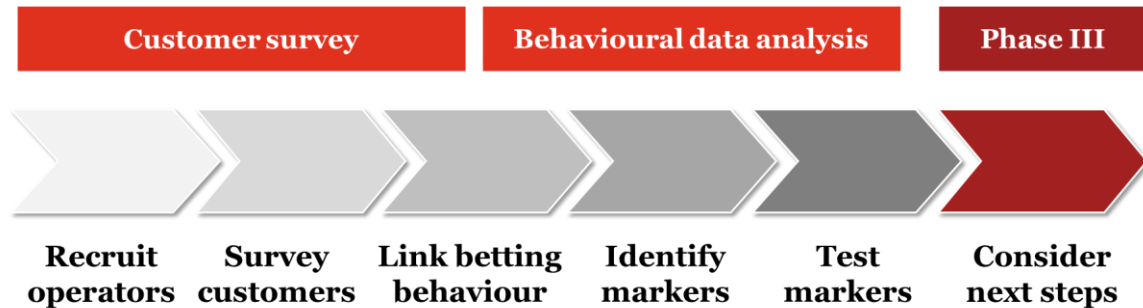 Customer survey
Behavioural data analysis
Phase III
Recruit
operators
Survey
customers
Link betting
behaviour
Identify
markers
Test
markers
Consider
next steps